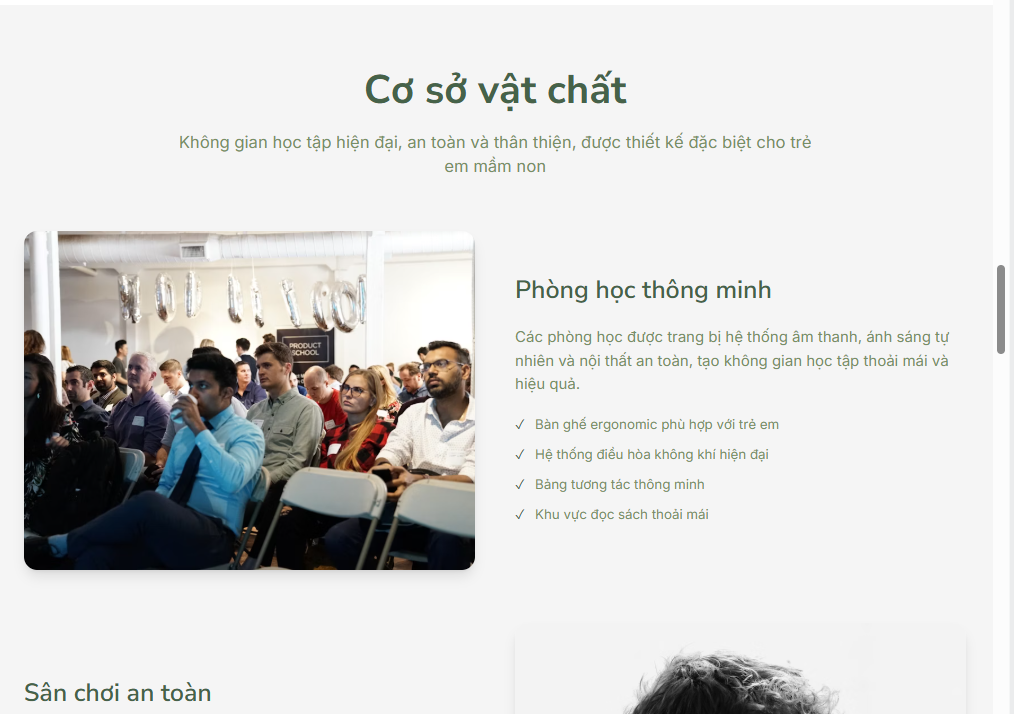 Cơ sở vật chất
Không gian học tập hiện đại, an toàn và thân thiện, được thiết kế đặc biệt cho trẻ
em mầm non
PRODUCT
SCHOOL
Phòng học thông minh
Các phòng học được trang bị hệ thống âm thanh, ánh sáng tự
nhiên và nội thất an toàn, tạo không gian học tập thoải mái và
hiệu quả.
✓ Bàn ghế ergonomic phù hợp với trẻ em
✓ Hệ thống điều hòa không khí hiện đại
✓ Bảng tương tác thông minh
✓ Khu vực đọc sách thoải mái
Sân chơi an toàn